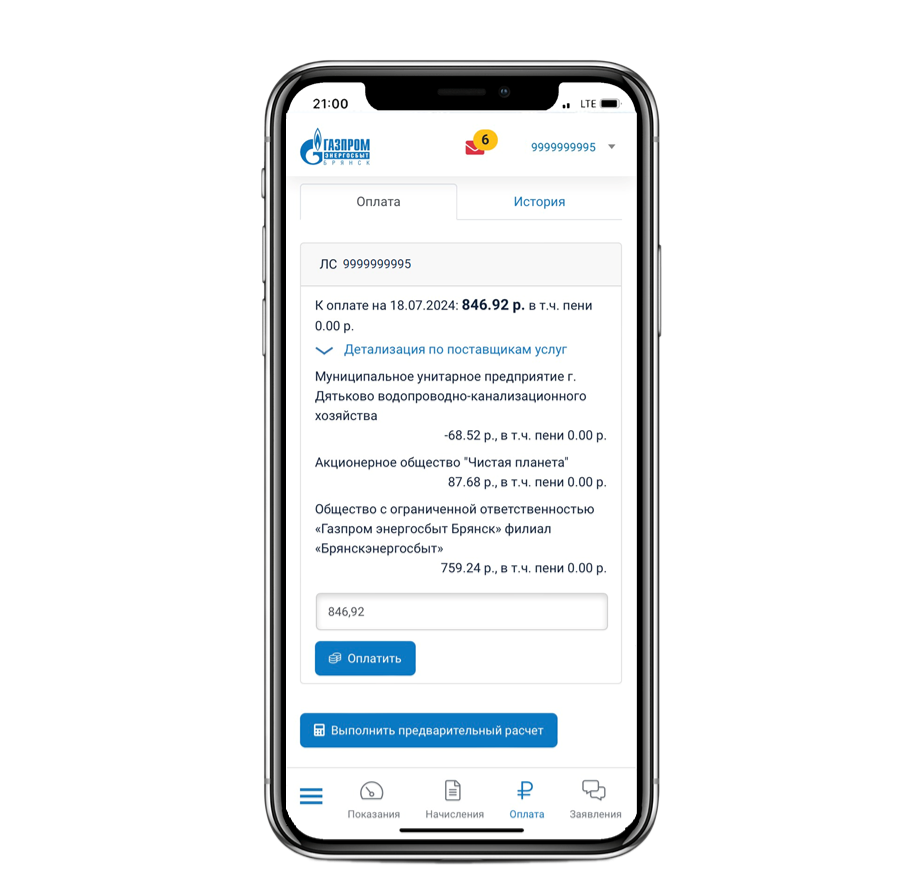 21:00
LTE
ГАЗПРОМ
ЭНЕРГОСБЫТ
БРЯНСК
6
9999999995
Оплата
История
ЛС 9999999995
К оплате на 18.07.2024: 846.92 р. в т.ч. пени
0.00 р.
Детализация по поставщикам услуг
Муниципальное унитарное предприятие г.
Дятьково водопроводно-канализационного
хозяйства
-68.52 р., в т.ч. пени 0.00 р.
Акционерное общество "Чистая планета"
87.68 р., в т.ч. пени 0.00 р.
Общество с ограниченной ответственностью
«Газпром энергосбыт Брянск» филиал
«Брянскэнергосбыт»
759.24 р., в т.ч. пени 0.00 р.
846,92
Оплатить
Выполнить предварительный расчет
Показания
Начисления
Оплата
Заявления